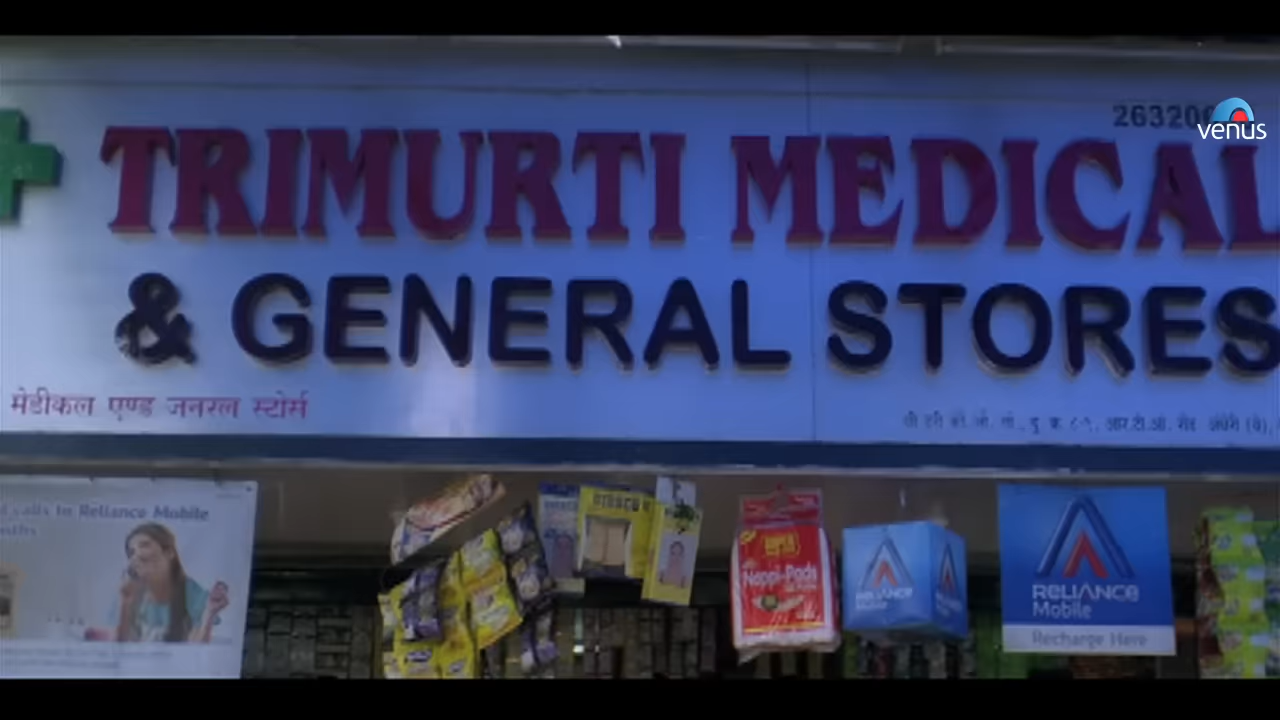 venus
TRIMURTI MEDICAL
& GENERAL STORES
मेडीकल एण्ड जनरल स्टोर्स
calls to Reliance Mobile
Nappi-Pads
RELIANCE
Mobile
RELIANCE
Mobile
Recharge Here